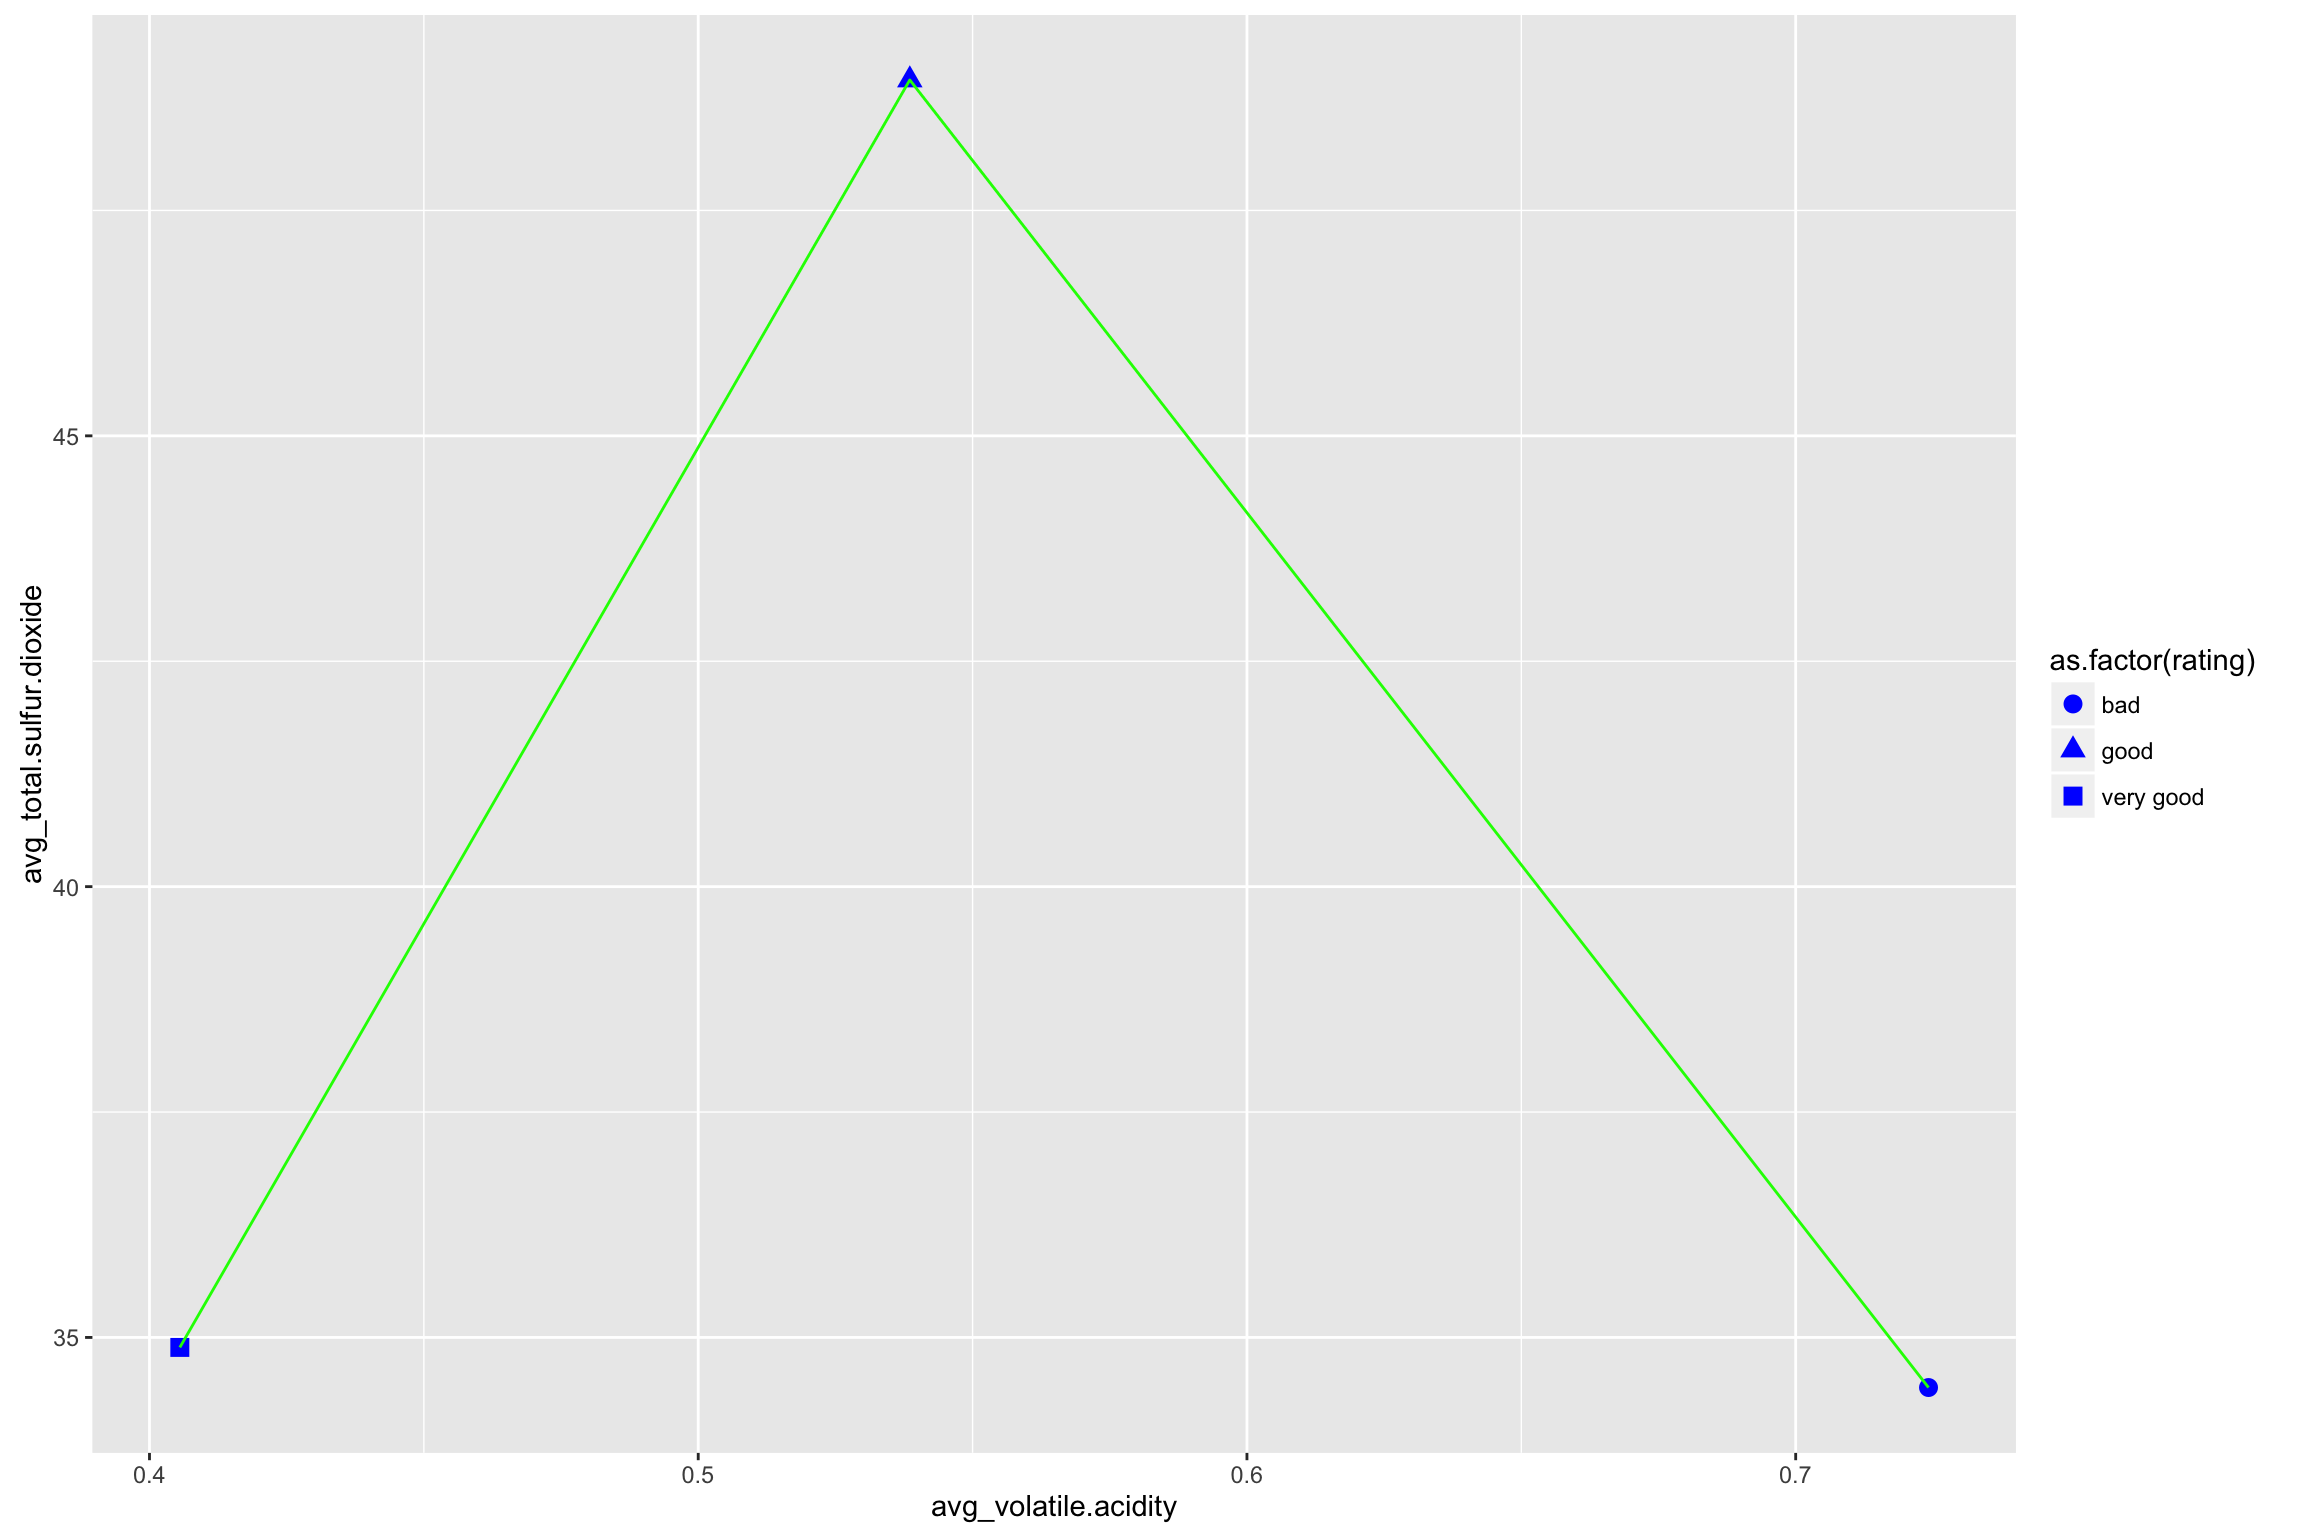 avg_total.sulfur.dioxide
45
40
35
0.4
0.5
0.6
0.7
avg_volatile.acidity
as.factor(rating)
bad
good
very good